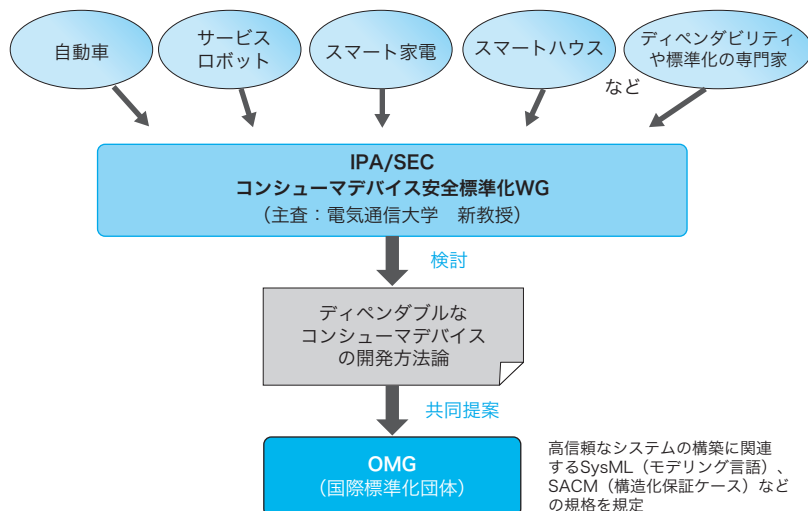 自動車
サービス
ロボット
スマート家電
スマートハウス
ディペンダビリティ
や標準化の専門家
など
IPA/SEC
コンシューマデバイス安全標準化WG
（主査：電気通信大学　新教授）
検討
ディペンダブルな
コンシューマデバイス
の開発方法論
共同提案
OMG
（国際標準化団体）
高信頼なシステムの構築に関連
するSysML（モデリング言語）、
SACM（構造化保証ケース）など
の規格を規定